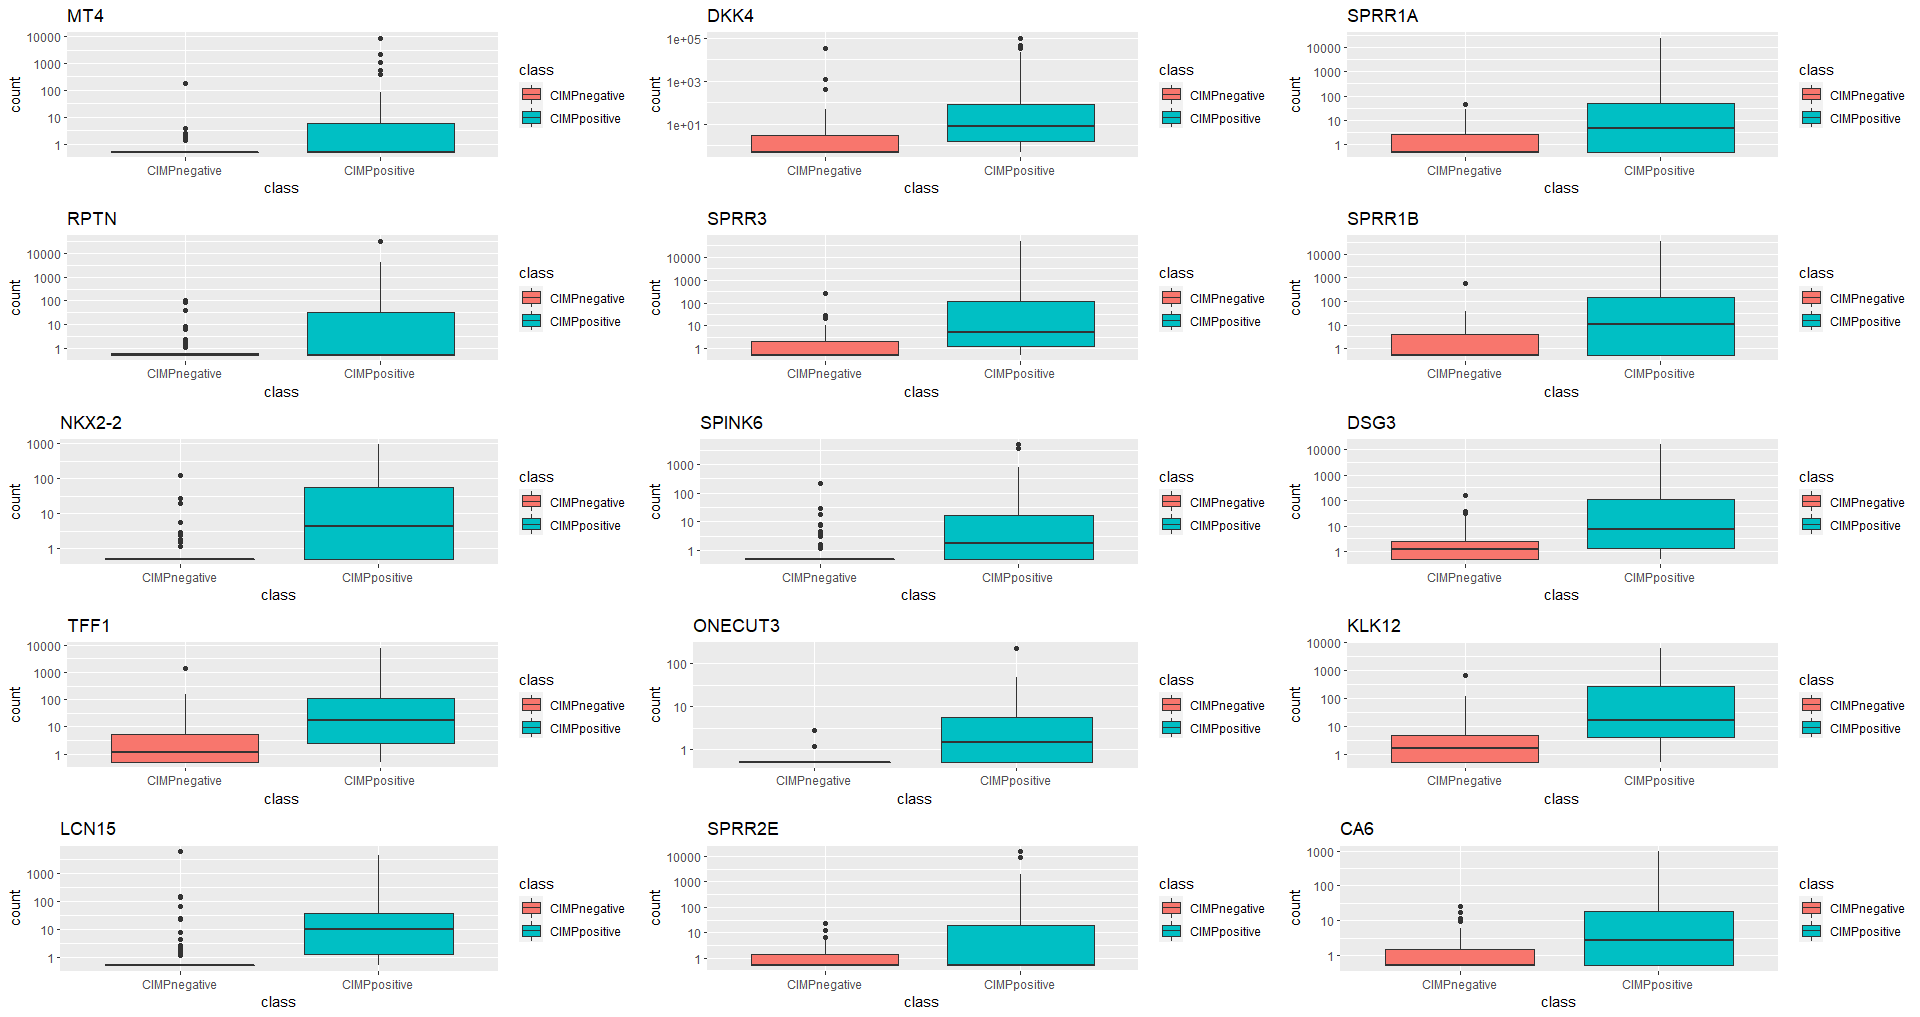 MT4
10000
1000
100
10
1
count
CIMPnegative
CIMPpositive
class
class
CIMPnegative
CIMPpositive
DKK4
1e+05
1e+03
1e+01
count
CIMPnegative
CIMPpositive
class
class
CIMPnegative
CIMPpositive
SPRR1A
10000
1000
100
10
1
count
CIMPnegative
CIMPpositive
class
class
CIMPnegative
CIMPpositive
RPTN
10000
1000
100
10
1
count
CIMPnegative
CIMPpositive
class
class
CIMPnegative
CIMPpositive
SPRR3
10000
1000
100
10
1
count
CIMPnegative
CIMPpositive
class
class
CIMPnegative
CIMPpositive
SPRR1B
10000
1000
100
10
1
count
CIMPnegative
CIMPpositive
class
class
CIMPnegative
CIMPpositive
NKX2-2
1000
100
10
1
count
CIMPnegative
CIMPpositive
class
class
CIMPnegative
CIMPpositive
SPINK6
1000
100
10
1
count
CIMPnegative
CIMPpositive
class
class
CIMPnegative
CIMPpositive
DSG3
10000
1000
100
10
1
count
CIMPnegative
CIMPpositive
class
class
CIMPnegative
CIMPpositive
TFF1
10000
1000
100
10
1
count
CIMPnegative
CIMPpositive
class
class
CIMPnegative
CIMPpositive
ONECUT3
100
10
1
count
CIMPnegative
CIMPpositive
class
class
CIMPnegative
CIMPpositive
KLK12
10000
1000
100
10
1
count
CIMPnegative
CIMPpositive
class
class
CIMPnegative
CIMPpositive
LCN15
1000
100
10
1
count
CIMPnegative
CIMPpositive
class
class
CIMPnegative
CIMPpositive
SPRR2E
10000
1000
100
10
1
count
CIMPnegative
CIMPpositive
class
class
CIMPnegative
CIMPpositive
CA6
1000
100
10
1
count
CIMPnegative
CIMPpositive
class
class
CIMPnegative
CIMPpositive